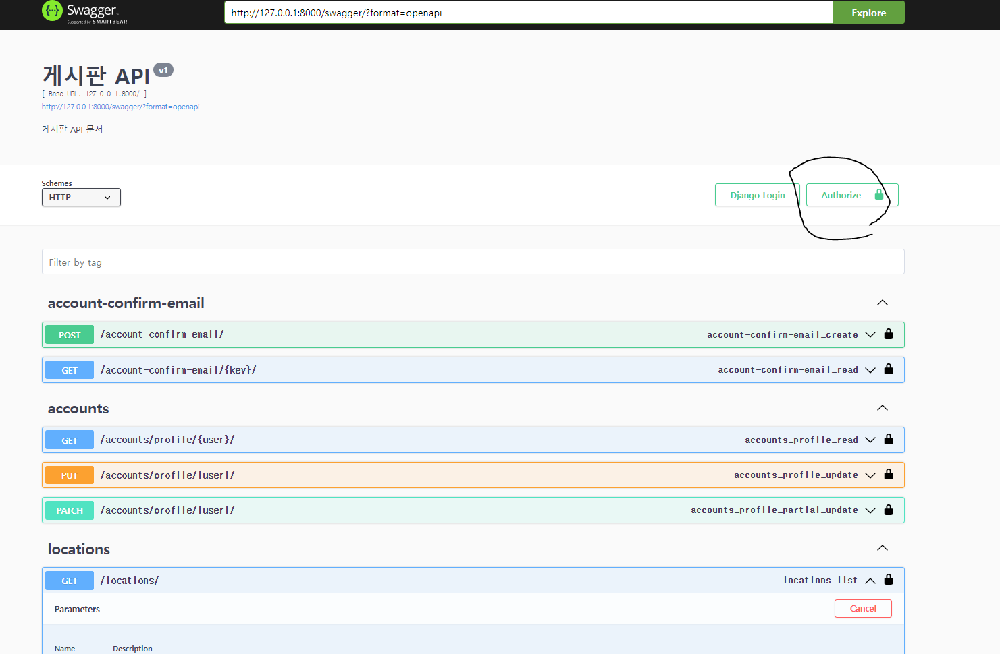 Swagger
Supported by SMARTBEAR
http://127.0.0.1:8000/swagger/?format=openapi
Explore
게시판 API v1
[ Base URL: 127.0.0.1:8000/ ]
http://127.0.0.1:8000/swagger/?format=openapi
게시판 API 문서
Schemes
HTTP
Django Login
Authorize
Filter by tag
account-confirm-email
POST /account-confirm-email/ account-confirm-email_create
GET /account-confirm-email/{key}/ account-confirm-email_read
accounts
GET /accounts/profile/{user}/ accounts_profile_read
PUT /accounts/profile/{user}/ accounts_profile_update
PATCH /accounts/profile/{user}/ accounts_profile_partial_update
locations
GET /locations/ locations_list
Parameters
Cancel
Name Description